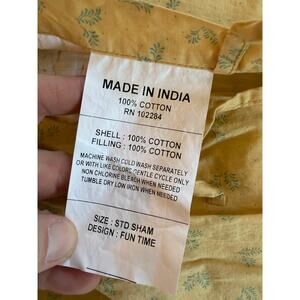 MADE IN INDIA
100% COTTON
RN 102284
SHELL : 100% COTTON
FILLING : 100% COTTON
MACHINE WASH COLD WASH SEPARATELY
OR WITH LIKE COLORS GENTLE CYCLE ONLY
NON CHLORINE BLEACH WHEN NEEDED
TUMBLE DRY LOW IRON WHEN NEEDED
SIZE : STD SHAM
DESIGN : FUN TIME